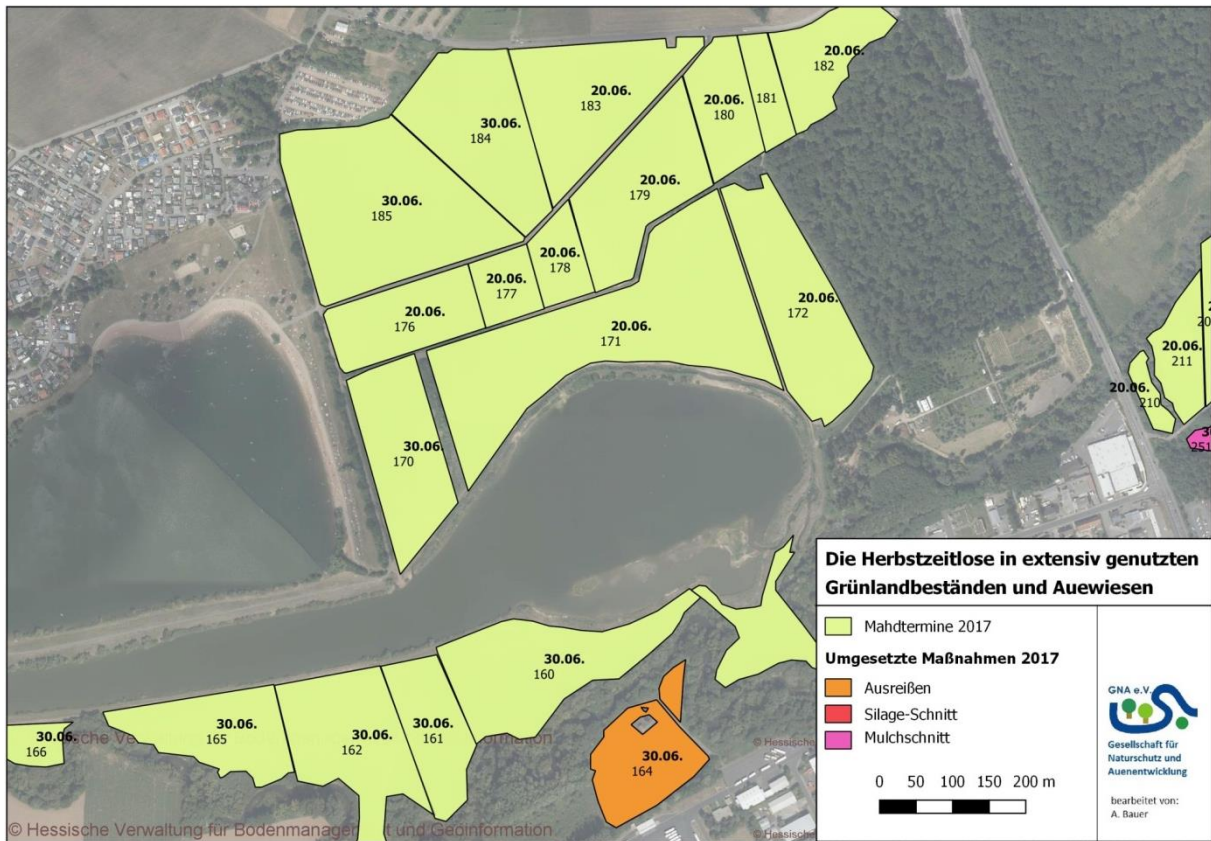 20.06.
182
20.06.
183
20.06.
180
181
30.06.
184
20.06.
179
30.06.
185
20.06.
178
20.06.
177
20.06.
176
20.06.
172
20.06.
171
20.06.
211
20.06.
210
251
30.06.
170
30.06.
160
30.06.
161
30.06.
162
30.06.
165
30.06.
166
30.06.
164
Die Herbstzeitlose in extensiv genutzten
Grünlandbeständen und Auewiesen
Mahdtermine 2017
Umgesetzte Maßnahmen 2017
Ausreißen
Silage-Schnitt
Mulchschnitt
0 50 100 150 200 m
GNA e.V.
Gesellschaft für
Naturschutz und
Auenentwicklung
bearbeitet von:
A. Bauer
© Hessische
© Hessische Verwaltung für Bodenmanagement und Geoinformation
© Hessische